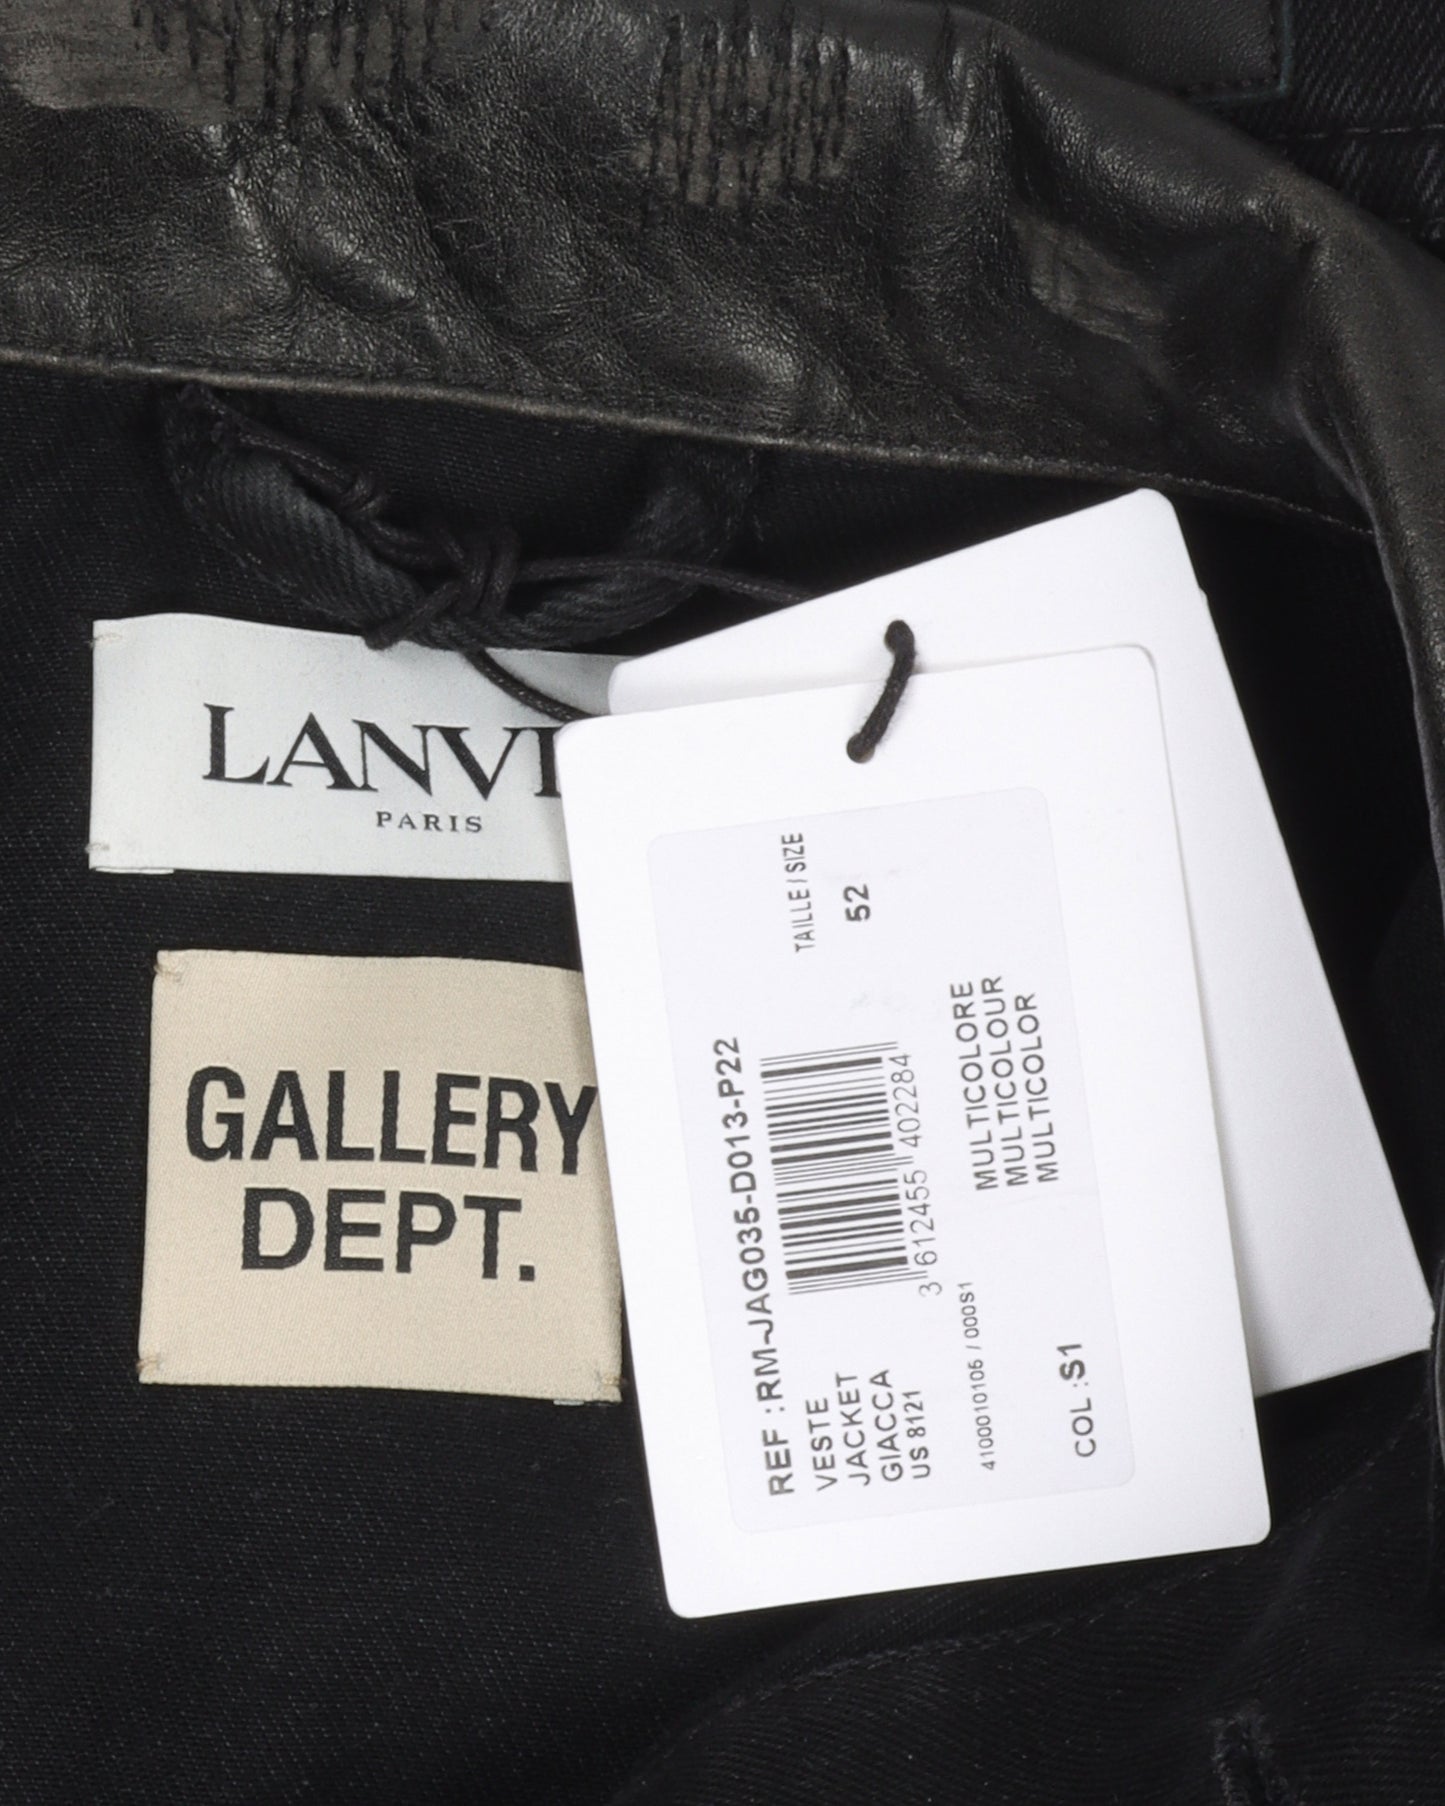 LANVI
PARIS
GALLERY
DEPT.
TAILLE / SIZE
52
REF : RM-JAG035-D013-P22
3 612455 402284
VESTE
JACKET
GIACCA
US 8121
MULTICOLORE
MULTICOLOUR
MULTICOLOR
4100010105 / 000S1
COL : S1